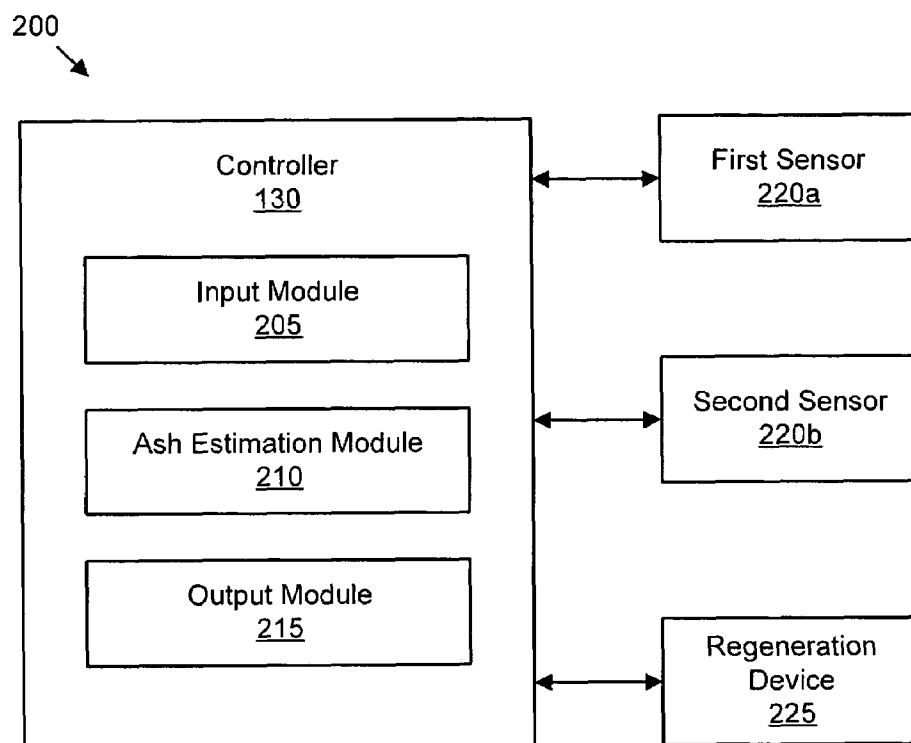 200
Controller
130
Input Module
205
Ash Estimation Module
210
Output Module
215
First Sensor
220a
Second Sensor
220b
Regeneration
Device
225